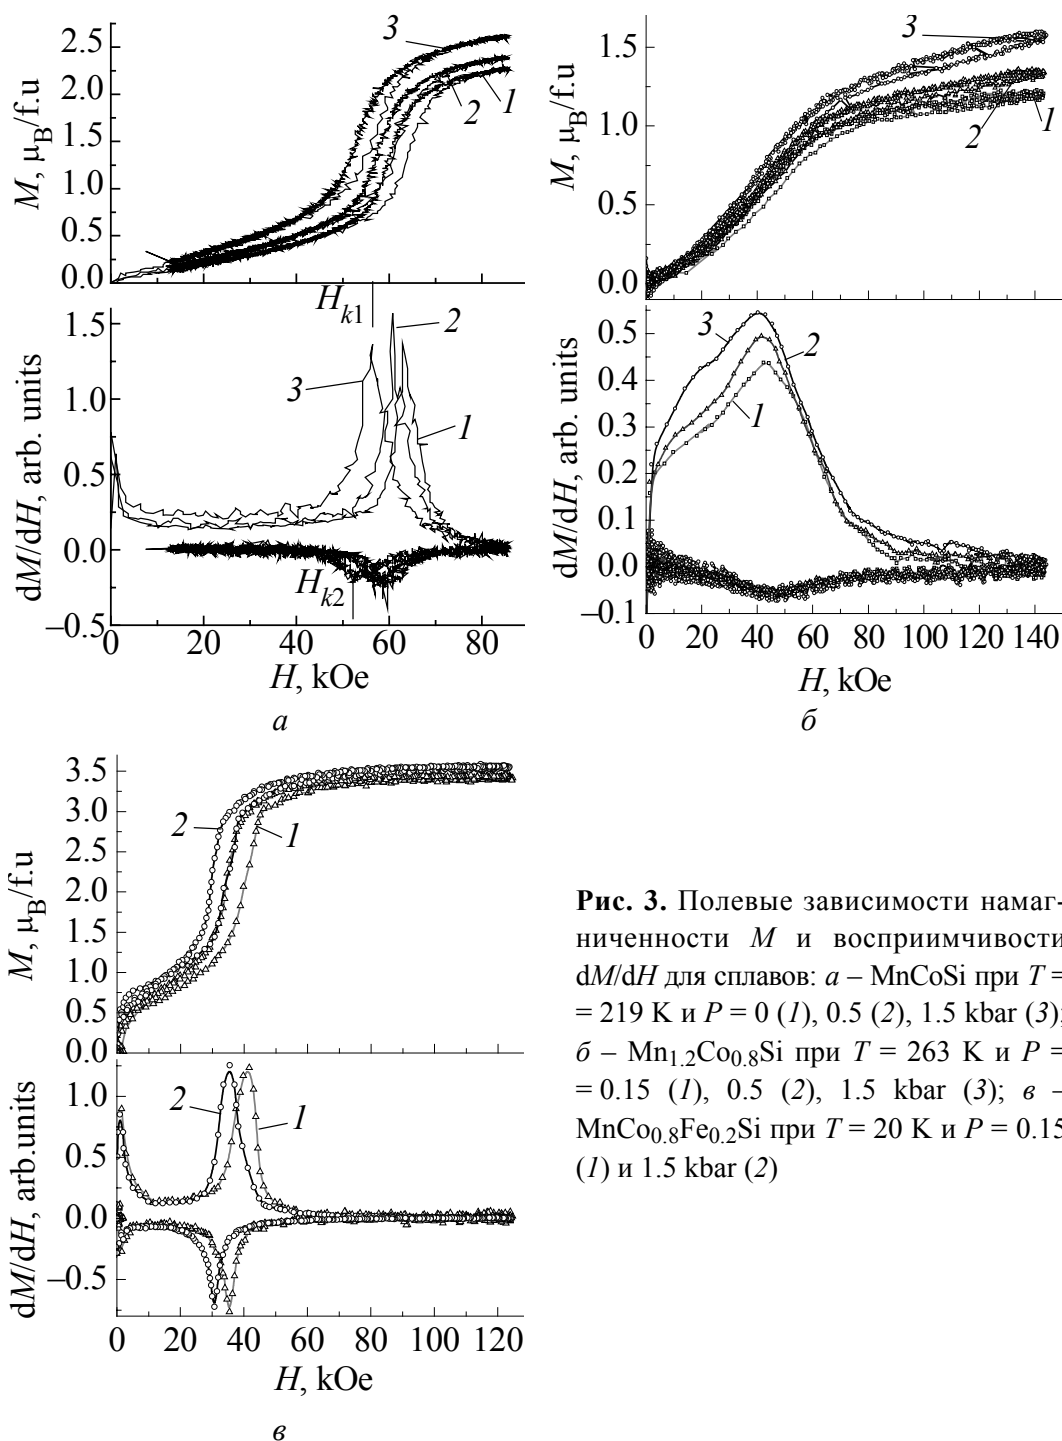 2.5
2.0
1.5
1.0
0.5
0.0
M, μB/f.u
3
2
1
1.5
1.0
0.5
0.0
–0.5
dM/dH, arb. units
Hk1
2
3
1
Hk2
0 20 40 60 80
H, kOe
а
1.5
1.0
0.5
0.0
M, μB/f.u
3
2
1
0.5
0.4
0.3
0.2
0.1
0.0
–0.1
dM/dH, arb. units
3
2
1
0 20 40 60 80 100 120 140
H, kOe
б
3.5
3.0
2.5
2.0
1.5
1.0
0.5
0.0
M, μB/f.u
2
1
1.0
0.5
0.0
–0.5
dM/dH, arb.units
2
1
0 20 40 60 80 100 120
H, kOe
в
Рис. 3. Полевые зависимости намаг-
ниченности M и восприимчивости
dM/dH для сплавов: а – MnCoSi при T =
= 219 K и P = 0 (1), 0.5 (2), 1.5 kbar (3);
б – Mn1.2Co0.8Si при T = 263 K и P =
= 0.15 (1), 0.5 (2), 1.5 kbar (3); в –
MnCo0.8Fe0.2Si при T = 20 K и P = 0.15
(1) и 1.5 kbar (2)